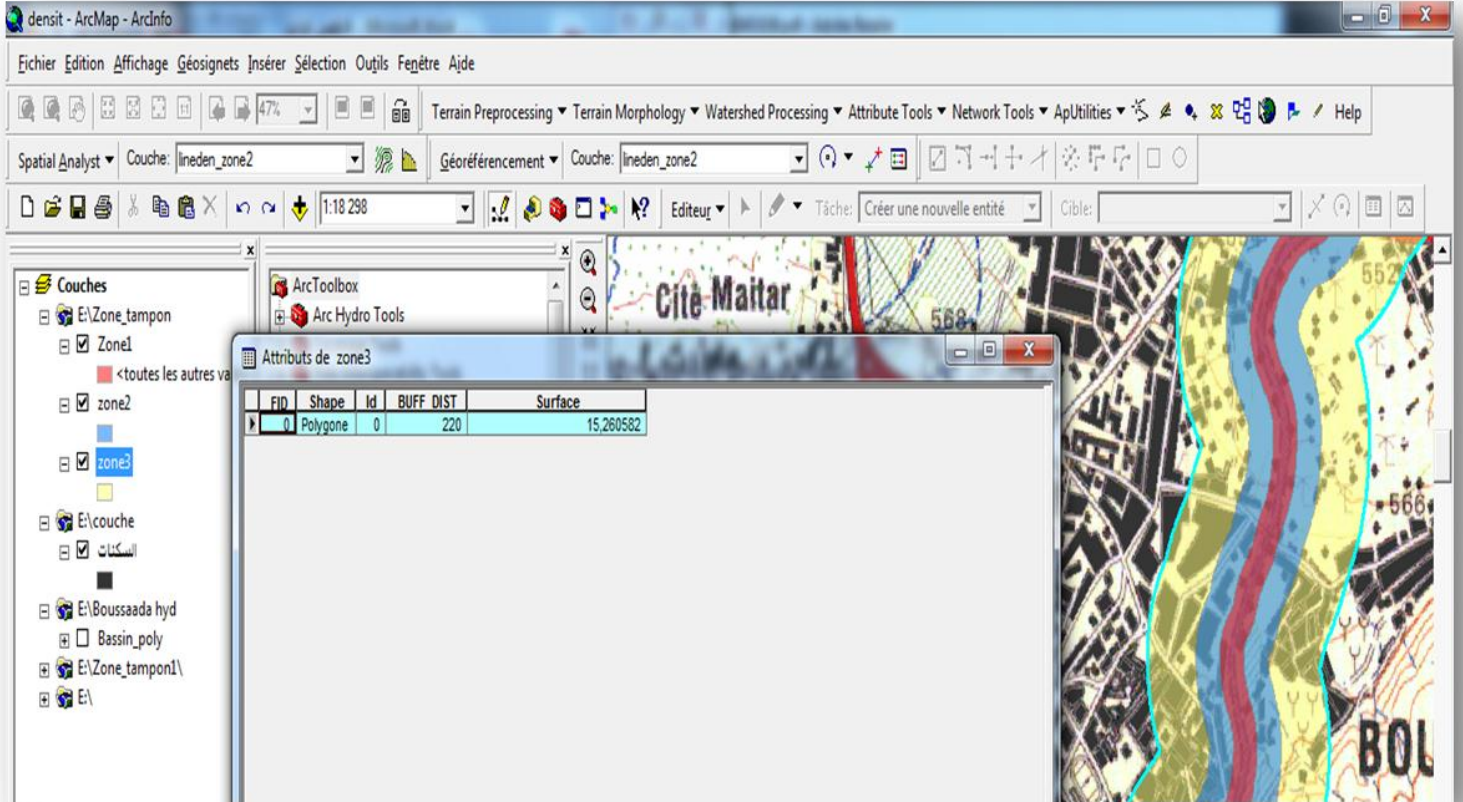 densit - ArcMap - ArcInfo
Fichier Edition Affichage Géosignets Insérer Sélection Outils Fenêtre Aide
47% Terrain Preprocessing Terrain Morphology Watershed Processing Attribute Tools Network Tools ApUtilities Help
Spatial Analyst Couche: lineden_zone2 Géoréférencement Couche: lineden_zone2
1:18 298 Editeur Tâche: Créer une nouvelle entité Cible:
Couches
E:\Zone_tampon
Zone1
<toutes les autres va
zone2
zone3
E:\couche
السكنات
E:\Boussaada hyd
Bassin_poly
E:\Zone_tampon1\
E:\
ArcToolbox
Arc Hydro Tools
Attributs de zone3
FID Shape Id BUFF_DIST Surface
0 Polygone 0 220 15,260582
Cité Maitar
568
552
566
BOU